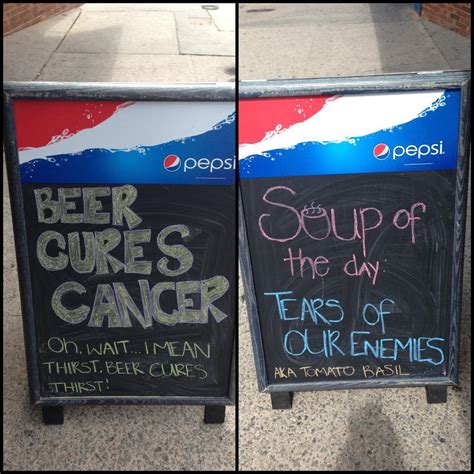 pepsi
BEER
CURES
CANCER
Oh, WAIT... I MEAN
THIRST, BEER CURES
THIRST!
pepsi
Soup of
the day:
TEARS OF
OUR ENEMIES
AKA TOMATO BASIL